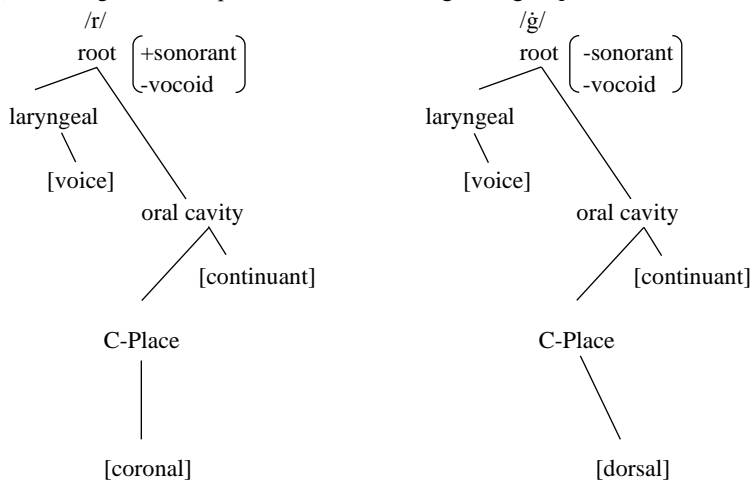 /r/ /ġ/
root +sonorant root -sonorant
-vocoid -vocoid
laryngeal laryngeal
[voice] [voice]
oral cavity oral cavity
[continuant] [continuant]
C-Place C-Place
[coronal] [dorsal]